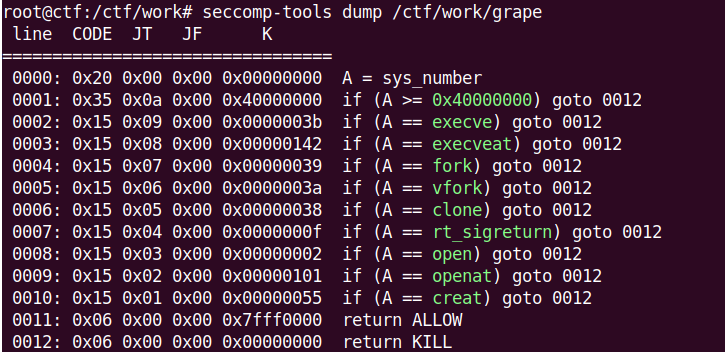 root@ctf:/ctf/work# seccomp-tools dump /ctf/work/grape
 line  CODE  JT   JF      K
=================================
 0000: 0x20 0x00 0x00 0x00000000  A = sys_number
 0001: 0x35 0x0a 0x00 0x40000000  if (A >= 0x40000000) goto 0012
 0002: 0x15 0x09 0x00 0x0000003b  if (A == execve) goto 0012
 0003: 0x15 0x08 0x00 0x00000142  if (A == execveat) goto 0012
 0004: 0x15 0x07 0x00 0x00000039  if (A == fork) goto 0012
 0005: 0x15 0x06 0x00 0x0000003a  if (A == vfork) goto 0012
 0006: 0x15 0x05 0x00 0x00000038  if (A == clone) goto 0012
 0007: 0x15 0x04 0x00 0x0000000f  if (A == rt_sigreturn) goto 0012
 0008: 0x15 0x03 0x00 0x00000002  if (A == open) goto 0012
 0009: 0x15 0x02 0x00 0x00000101  if (A == openat) goto 0012
 0010: 0x15 0x01 0x00 0x00000055  if (A == creat) goto 0012
 0011: 0x06 0x00 0x00 0x7fff0000  return ALLOW
 0012: 0x06 0x00 0x00 0x00000000  return KILL